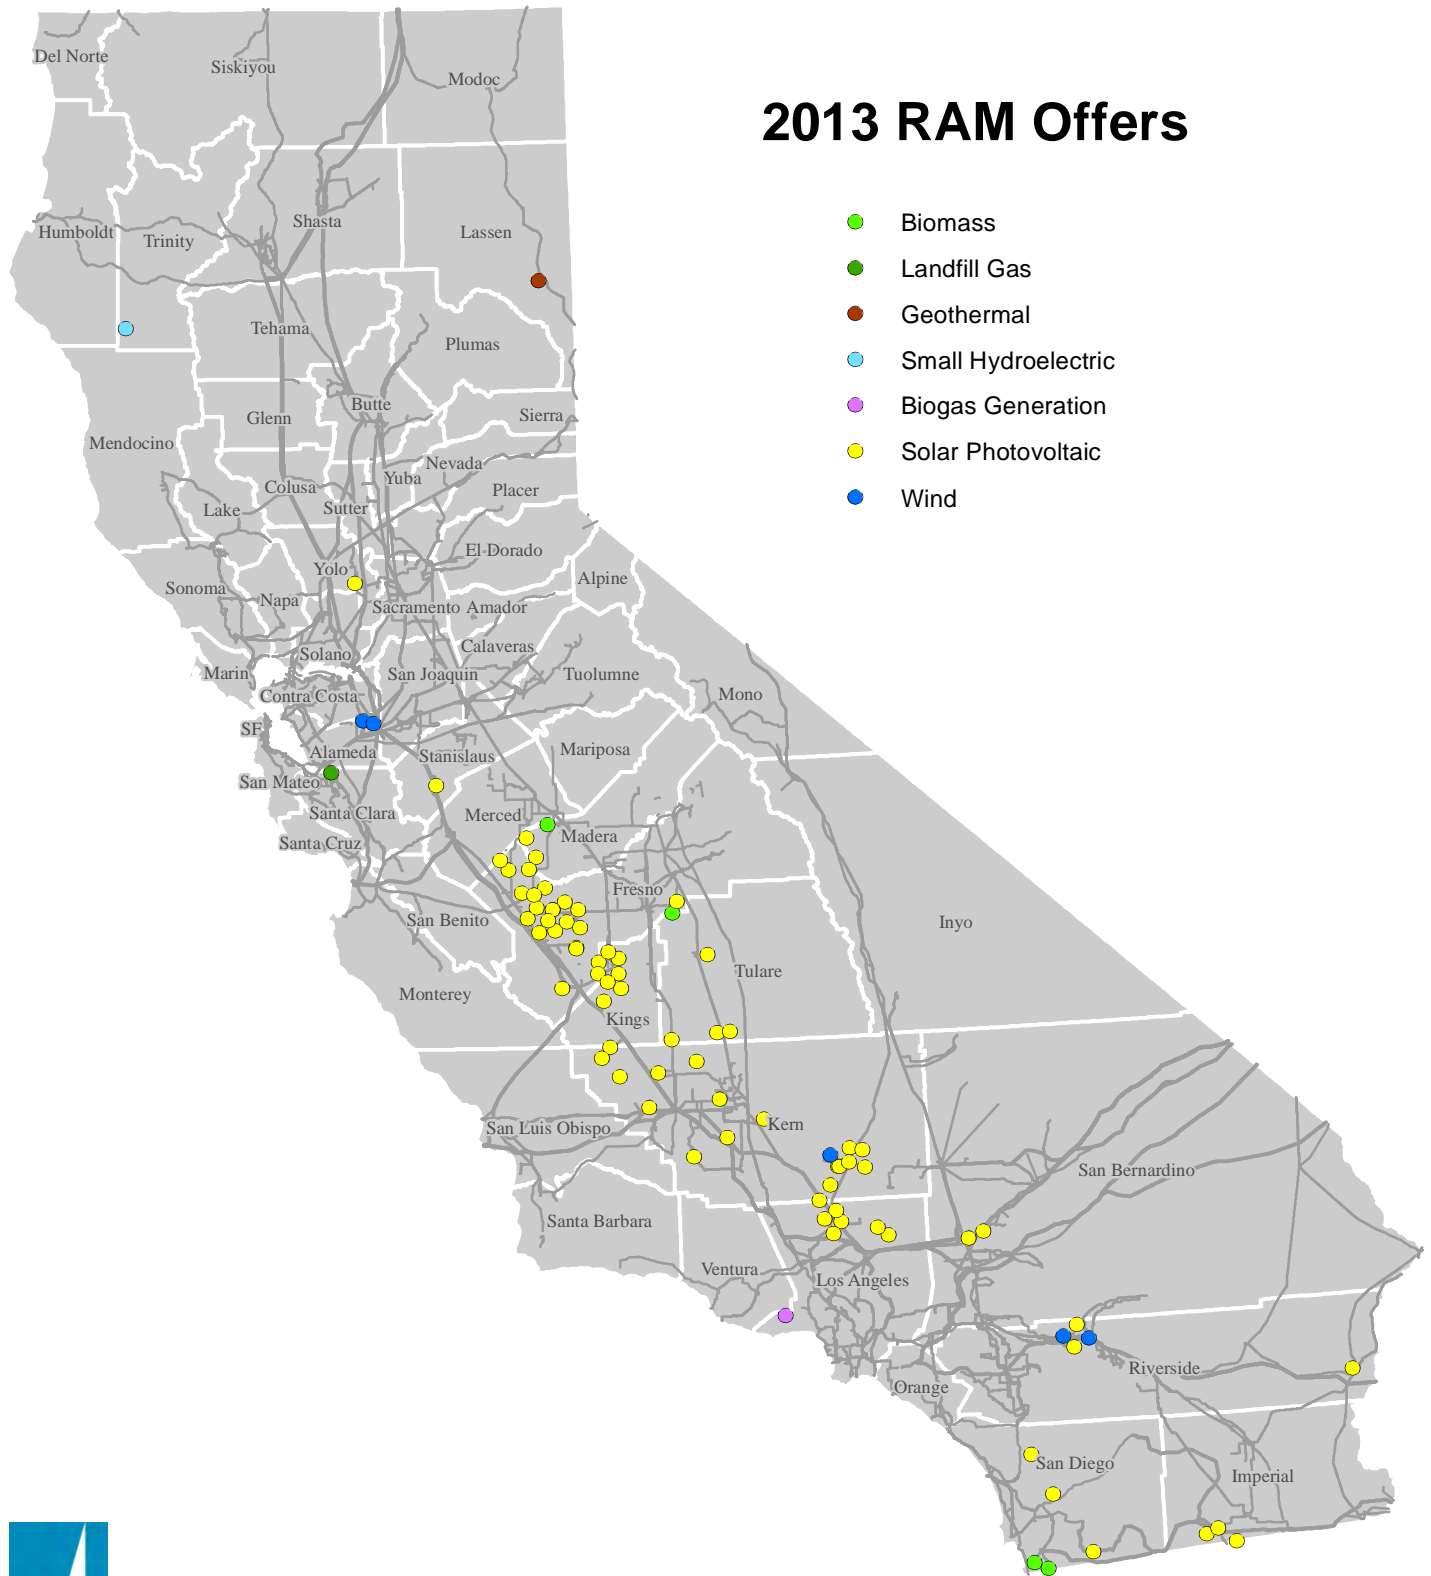 2013 RAM Offers
Biomass
Landfill Gas
Geothermal
Small Hydroelectric
Biogas Generation
Solar Photovoltaic
Wind
Del Norte
Siskiyou
Modoc
Humboldt
Trinity
Shasta
Lassen
Tehama
Plumas
Mendocino
Glenn
Butte
Sierra
Lake
Colusa
Sutter
Yuba
Nevada
Placer
El Dorado
Sonoma
Napa
Yolo
Sacramento
Amador
Alpine
Marin
Solano
San Joaquin
Calaveras
Tuolumne
Mono
Contra Costa
SF
Alameda
Stanislaus
Mariposa
San Mateo
Santa Clara
Santa Cruz
Merced
Madera
Fresno
San Benito
Inyo
Monterey
Tulare
Kings
San Luis Obispo
Kern
San Bernardino
Santa Barbara
Ventura
Los Angeles
Riverside
Orange
San Diego
Imperial